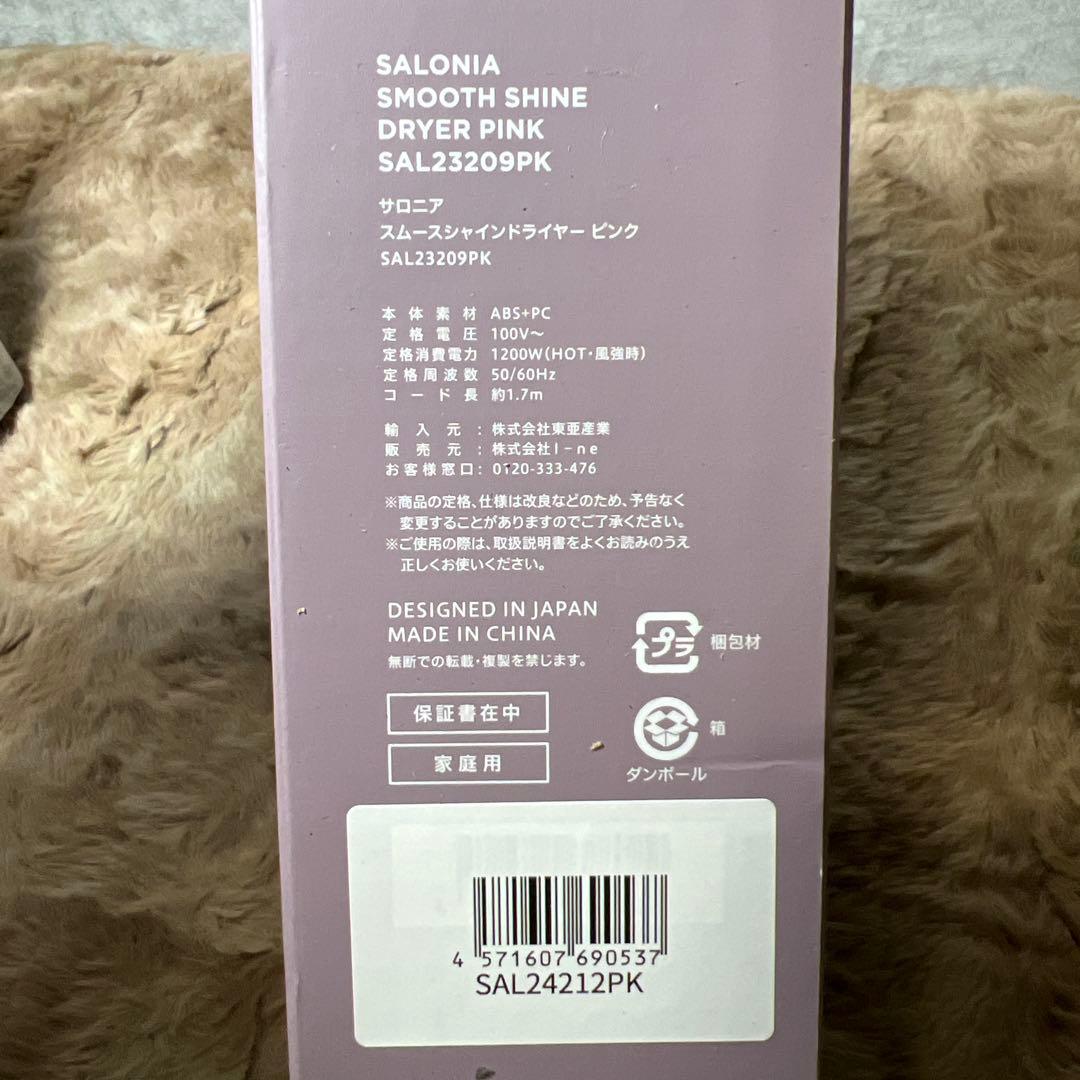 SALONIA
SMOOTH SHINE
DRYER PINK
SAL23209PK
サロニア
スムースシャインドライヤー ピンク
SAL23209PK
本体素材 ABS+PC
定格電圧 100V～
定格消費電力 1200W(HOT・風強時)
定格周波数 50/60Hz
コード長 約1.7m
輸入元：株式会社東亜産業
販売元：株式会社I-ne
お客様窓口：0120-333-476
※商品の定格、仕様は改良などのため、予告なく
変更することがありますのでご了承ください。
※ご使用の際は、取扱説明書をよくお読みのうえ
正しくお使いください。
DESIGNED IN JAPAN
MADE IN CHINA
無断での転載・複製を禁じます。
プラ 梱包材
保証書在中
箱
家庭用
ダンボール
4 571607 690537
SAL24212PK